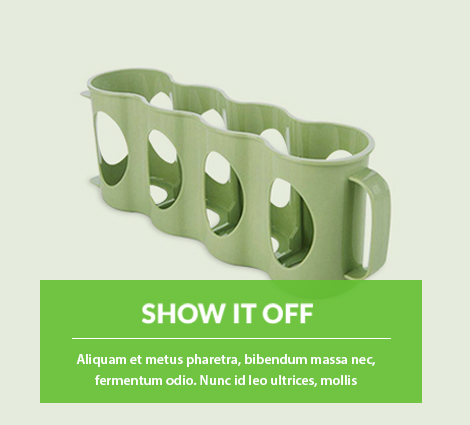 SHOW IT OFF
Aliquam et metus pharetra, bibendum massa nec,
fermentum odio. Nunc id leo ultrices, mollis